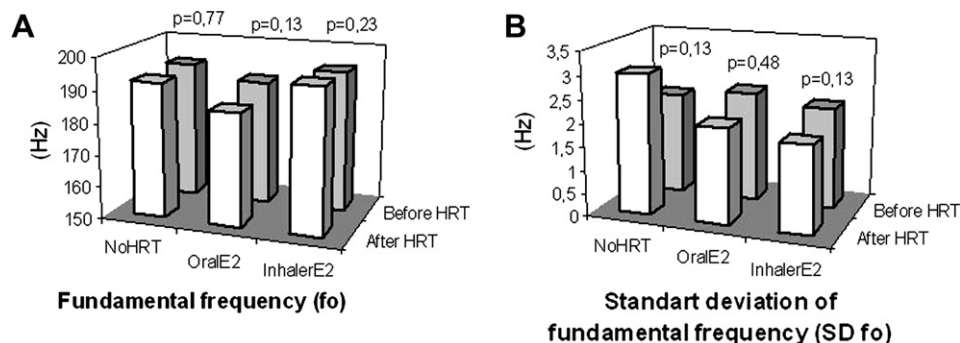 A
p=0,77
p=0,13
p=0,23
200
190
180
170
160
150
(Hz)
NoHRT
OralE2
InhalerE2
Before HRT
After HRT
Fundamental frequency (fo)
B
p=0,13
p=0,48
p=0,13
3,5
3
2,5
2
1,5
1
0,5
0
(Hz)
NoHRT
OralE2
InhalerE2
Before HRT
After HRT
Standart deviation of
fundamental frequency (SD fo)